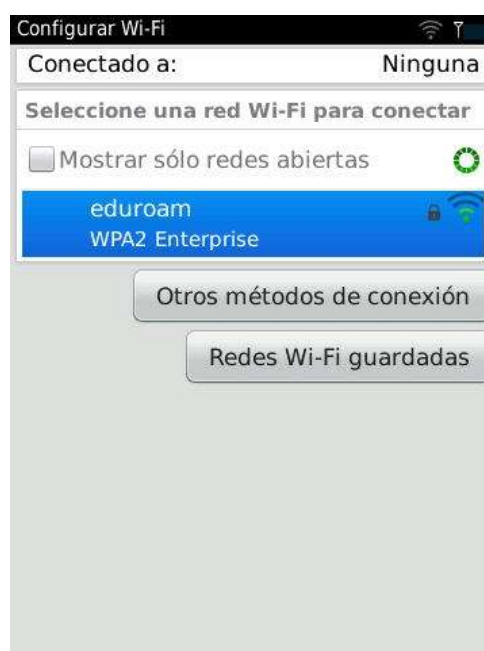 Configurar Wi-Fi
Conectado a: Ninguna
Seleccione una red Wi-Fi para conectar
Mostrar sólo redes abiertas
eduroam
WPA2 Enterprise
Otros métodos de conexión
Redes Wi-Fi guardadas